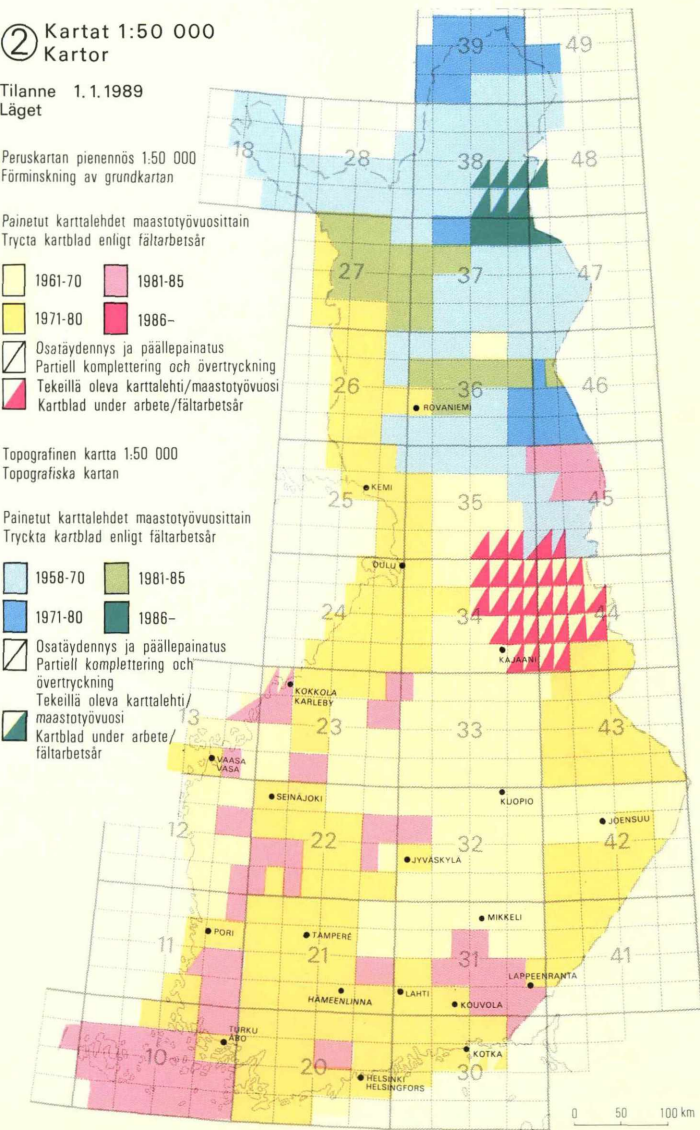 2 Kartat 1:50 000
Kartor
Tilanne 1.1.1989
Läget
Peruskartan pienennös 1:50 000
Förminskning av grundkartan
Painetut karttalehdet maastotyövuosittain
Trycta kartblad enligt fältarbetsår
1961-70 1981-85
1971-80 1986–
Osatäydennys ja päällepainatus
Partiell komplettering och övertryckning
Tekeillä oleva karttalehti/maastotyövuosi
Kartblad under arbete/fältarbetsår
Topografinen kartta 1:50 000
Topografiska kartan
Painetut karttalehdet maastotyövuosittain
Tryckta kartblad enligt fältarbetsår
1958-70 1981-85
1971-80 1986–
Osatäydennys ja päällepainatus
Partiell komplettering och
övertryckning
Tekeillä oleva karttalehti/
maastotyövuosi
Kartblad under arbete/
fältarbetsår
39 49
18 28 38 48
27 37 47
26 36 46
ROVANIEMI
KEMI
25 35 45
OULU
24 34 44
KAJAANI
KOKKOLA
KARLEBY
13 23 33 43
VAASA
VASA
SEINÄJOKI
KUOPIO
JOENSUU
12 22 32 42
JYVÄSKYLÄ
MIKKELI
PORI
TAMPERE
11 21 31 41
LAPPEENRANTA
HÄMEENLINNA
LAHTI
KOUVOLA
TURKU
ÅBO
KOTKA
10 20 30
HELSINKI
HELSINGFORS
0 50 100 km